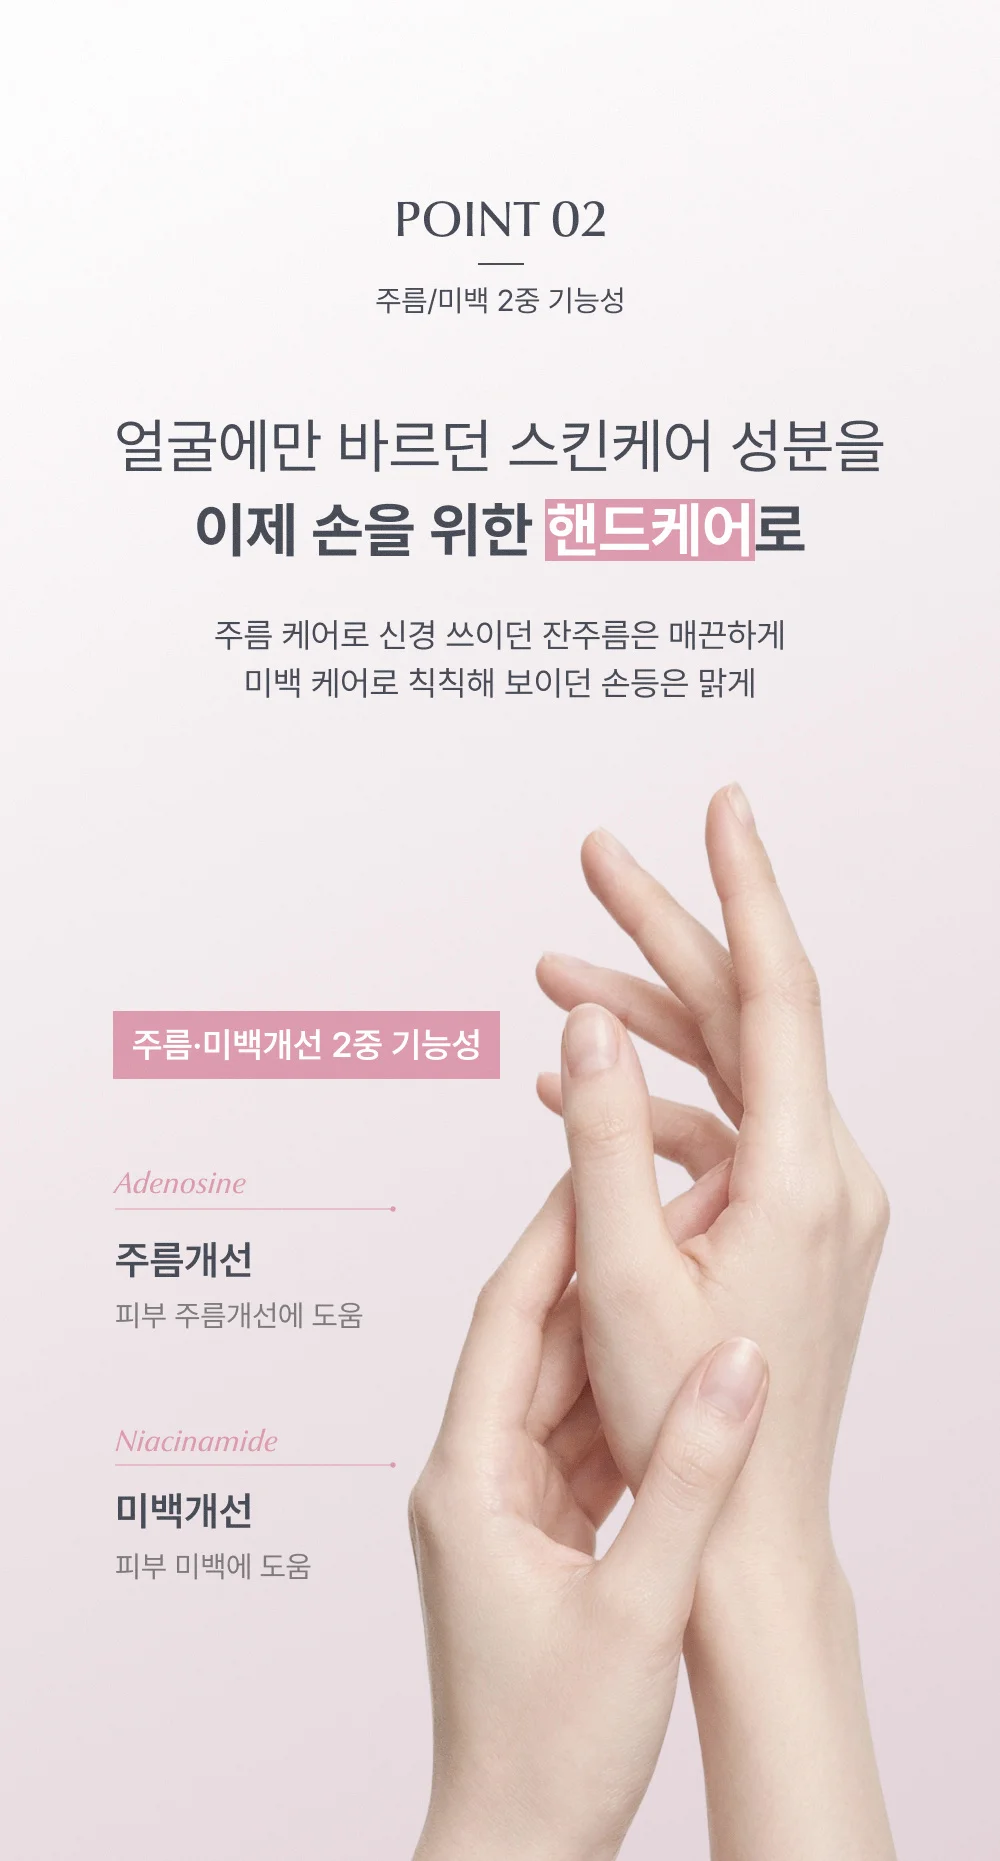 POINT 02
주름/미백 2중 기능성
얼굴에만 바르던 스킨케어 성분을
이제 손을 위한 핸드케어로
주름 케어로 신경 쓰이던 잔주름은 매끈하게
미백 케어로 칙칙해 보이던 손등은 맑게
주름·미백개선 2중 기능성
Adenosine
주름개선
피부 주름개선에 도움
Niacinamide
미백개선
피부 미백에 도움